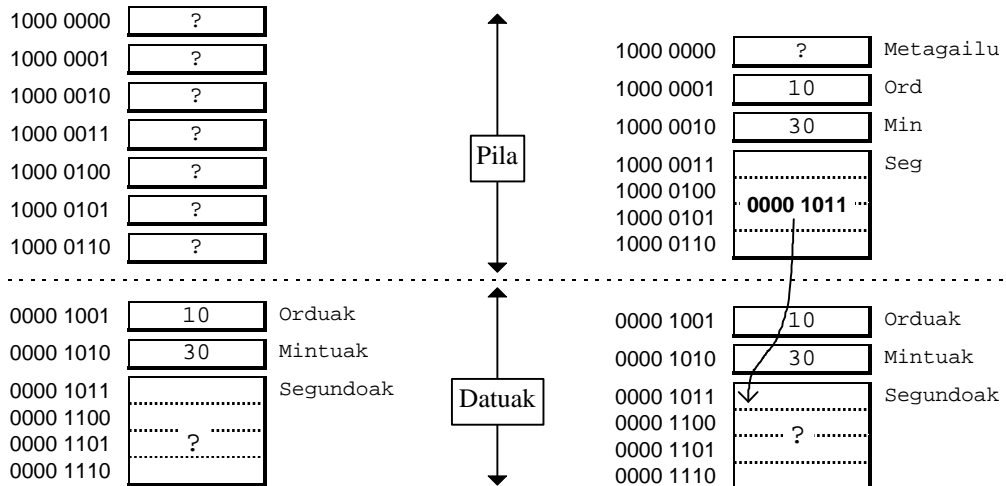 1000 0000 ?
1000 0001 ?
1000 0010 ?
1000 0011 ?
1000 0100 ?
1000 0101 ?
1000 0110 ?
Pila
1000 0000 ? Metagailu
1000 0001 10 Ord
1000 0010 30 Min
1000 0011 Seg
1000 0100
0000 1011
1000 0101
1000 0110
0000 1001 10 Orduak
0000 1010 30 Mintuak
0000 1011 Segundoak
0000 1100
0000 1101 ?
0000 1110
Datuak
0000 1001 10 Orduak
0000 1010 30 Mintuak
0000 1011 Segundoak
0000 1100
?
0000 1101
0000 1110